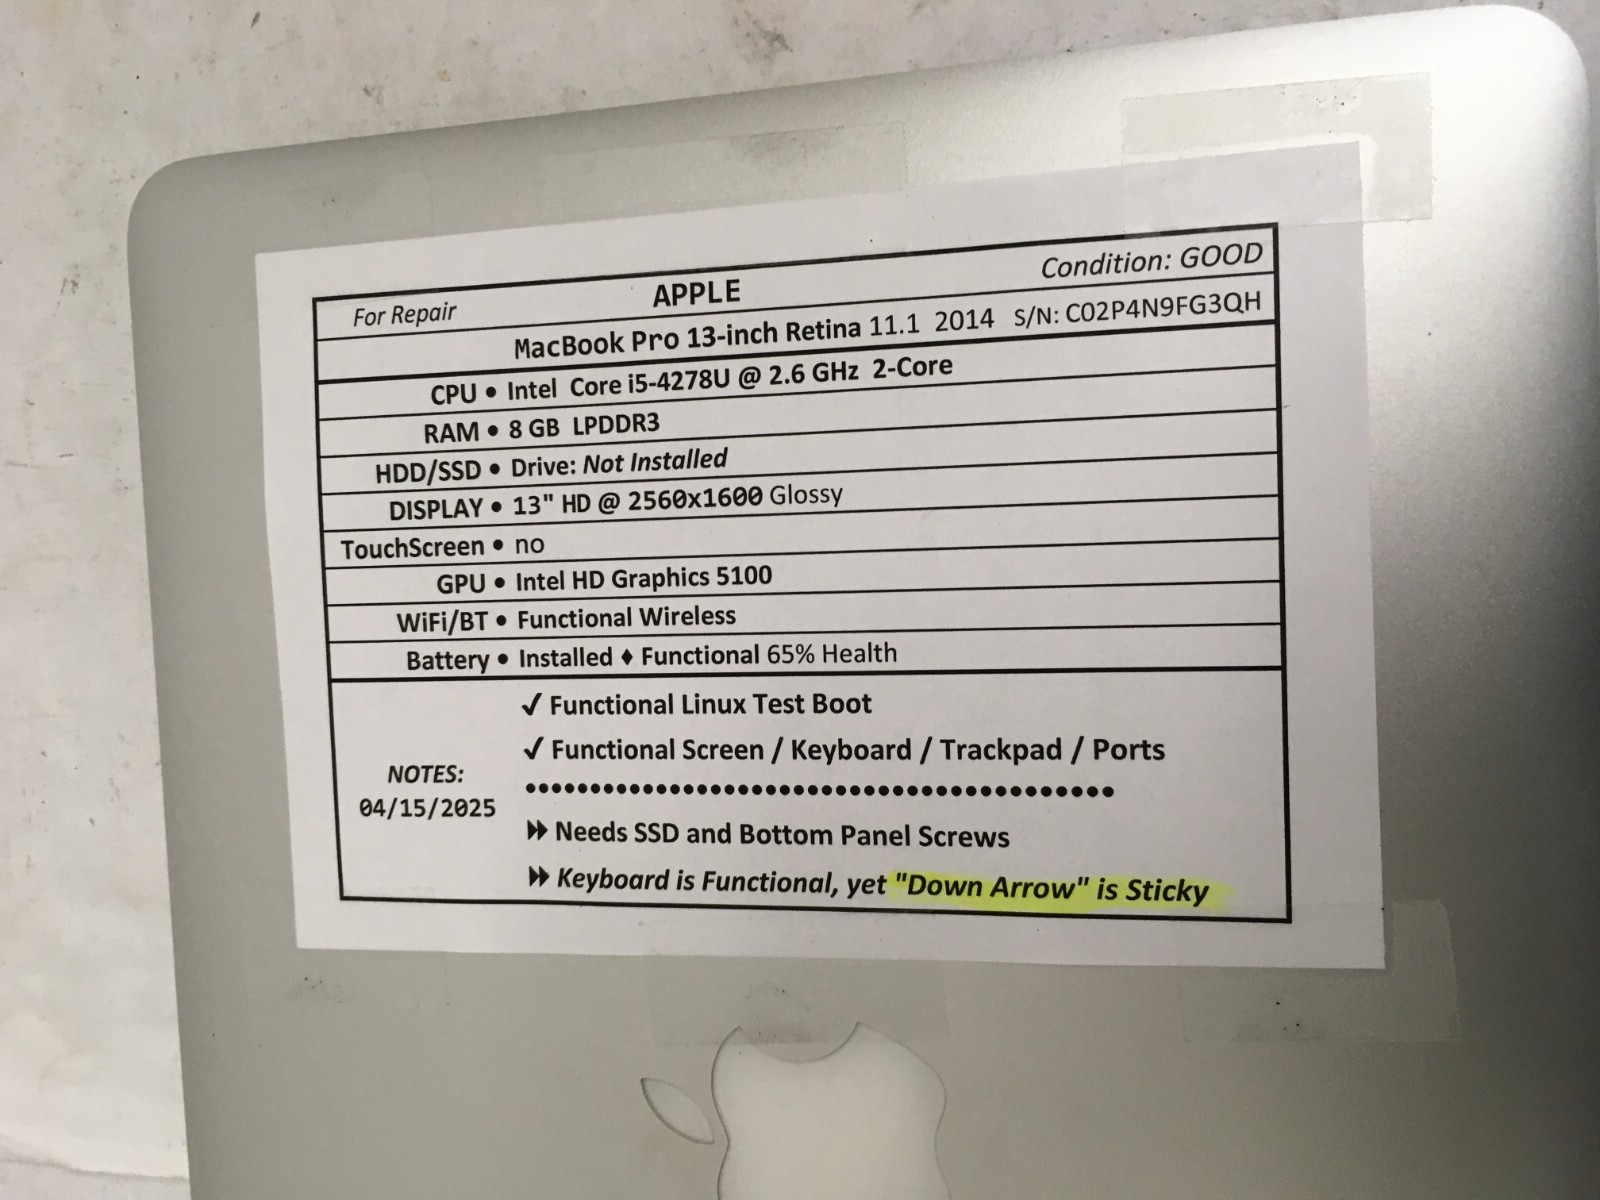 For Repair APPLE Condition: GOOD
MacBook Pro 13-inch Retina 11.1 2014 S/N: C02P4N9FG3QH
CPU • Intel Core i5-4278U @ 2.6 GHz 2-Core
RAM • 8 GB LPDDR3
HDD/SSD • Drive: Not Installed
DISPLAY • 13" HD @ 2560x1600 Glossy
TouchScreen • no
GPU • Intel HD Graphics 5100
WiFi/BT • Functional Wireless
Battery • Installed ♦ Functional 65% Health
NOTES:
04/15/2025
✓ Functional Linux Test Boot
✓ Functional Screen / Keyboard / Trackpad / Ports
••••••••••••••••••••••••••••••••••••••••••••
Needs SSD and Bottom Panel Screws
Keyboard is Functional, yet "Down Arrow" is Sticky